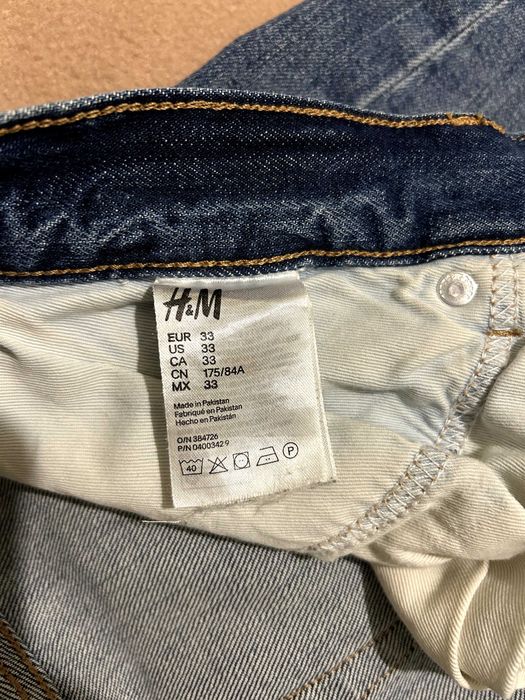 H&M
EUR 33
US 33
CA 33
CN 175/84A
MX 33
Made in Pakistan
Fabriqué en Pakistan
Hecho en Pakistan
O/N 384726
P/N 0400342 9
40 P